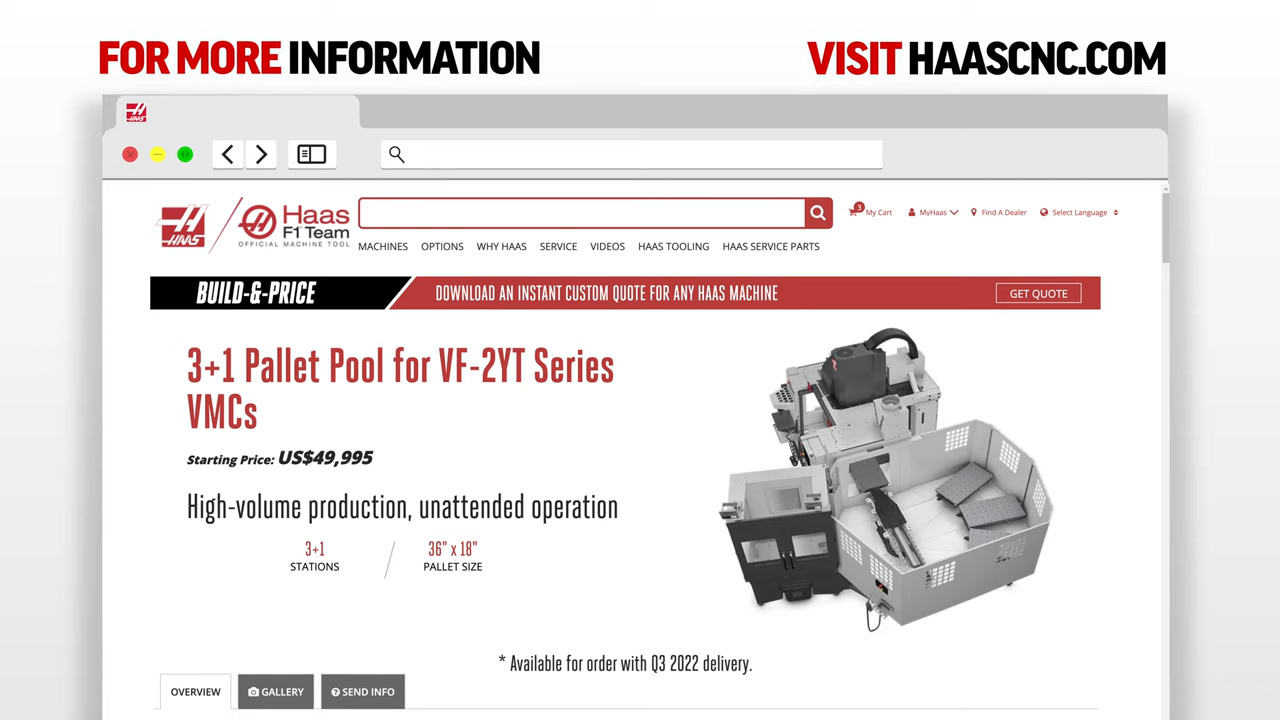 FOR MORE INFORMATION
VISIT HAASCNC.COM
HAAS
HAAS
Haas
F1 TEAM
OFFICIAL MACHINE TOOL
3
My Cart
MyHaas
Find A Dealer
Select Language
MACHINES
OPTIONS
WHY HAAS
SERVICE
VIDEOS
HAAS TOOLING
HAAS SERVICE PARTS
BUILD-&-PRICE
DOWNLOAD AN INSTANT CUSTOM QUOTE FOR ANY HAAS MACHINE
GET QUOTE
3+1 Pallet Pool for VF-2YT Series
VMCs
Starting Price: US$49,995
High-volume production, unattended operation
3+1
STATIONS
36" x 18"
PALLET SIZE
* Available for order with Q3 2022 delivery.
OVERVIEW
GALLERY
SEND INFO